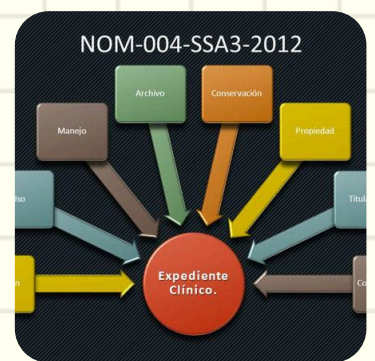 NOM-004-SSA3-2012
Archivo
Conservación
Manejo
Propiedad
Expediente
Clínico.